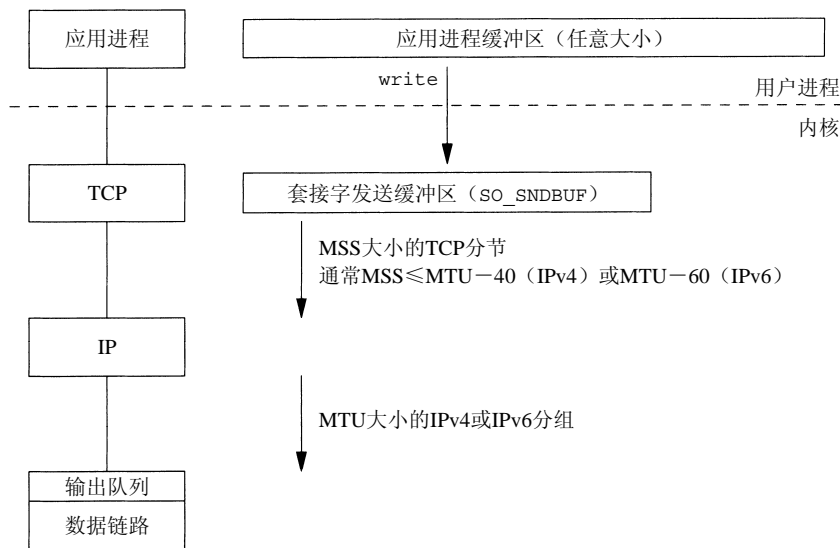 应用进程
应用进程缓冲区（任意大小）
write
用户进程
内核
TCP
套接字发送缓冲区（SO_SNDBUF）
MSS大小的TCP分节
通常MSS≤MTU－40（IPv4）或MTU－60（IPv6）
IP
MTU大小的IPv4或IPv6分组
输出队列
数据链路